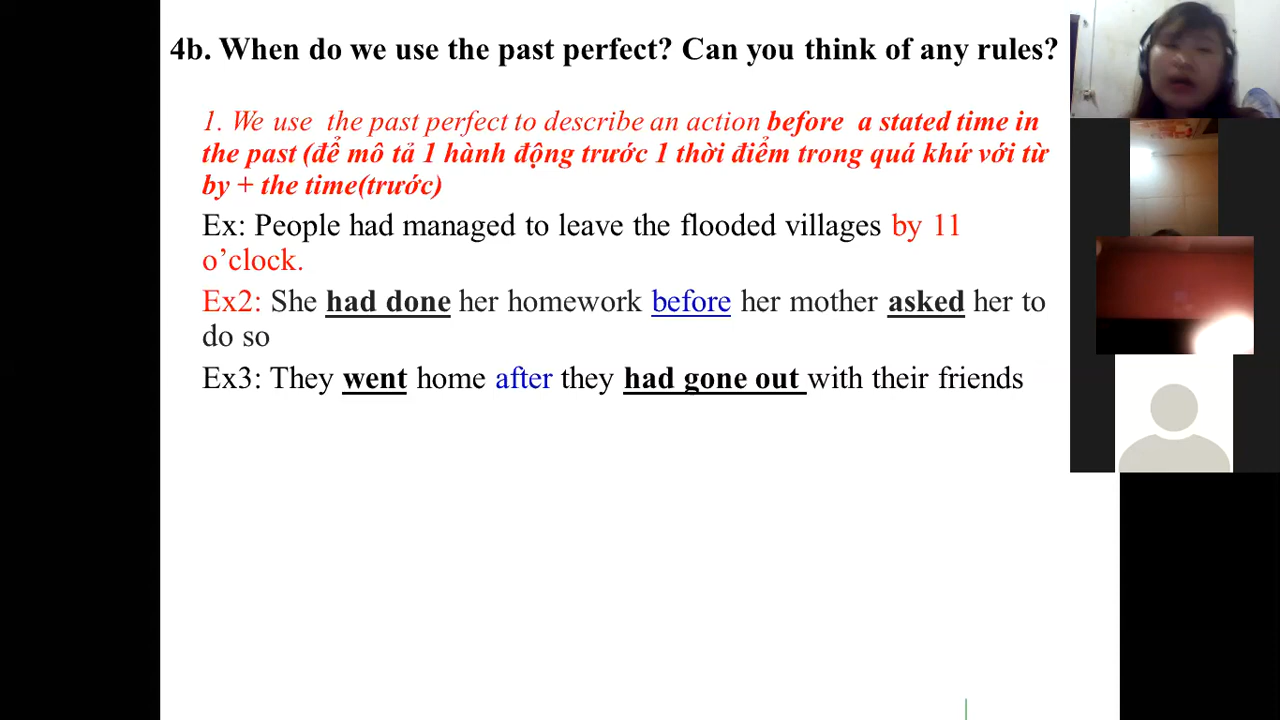 4b. When do we use the past perfect? Can you think of any rules?
1. We use the past perfect to describe an action before a stated time in
the past (để mô tả 1 hành động trước 1 thời điểm trong quá khứ với từ
by + the time(trước)
Ex: People had managed to leave the flooded villages by 11
o’clock.
Ex2: She had done her homework before her mother asked her to
do so
Ex3: They went home after they had gone out with their friends